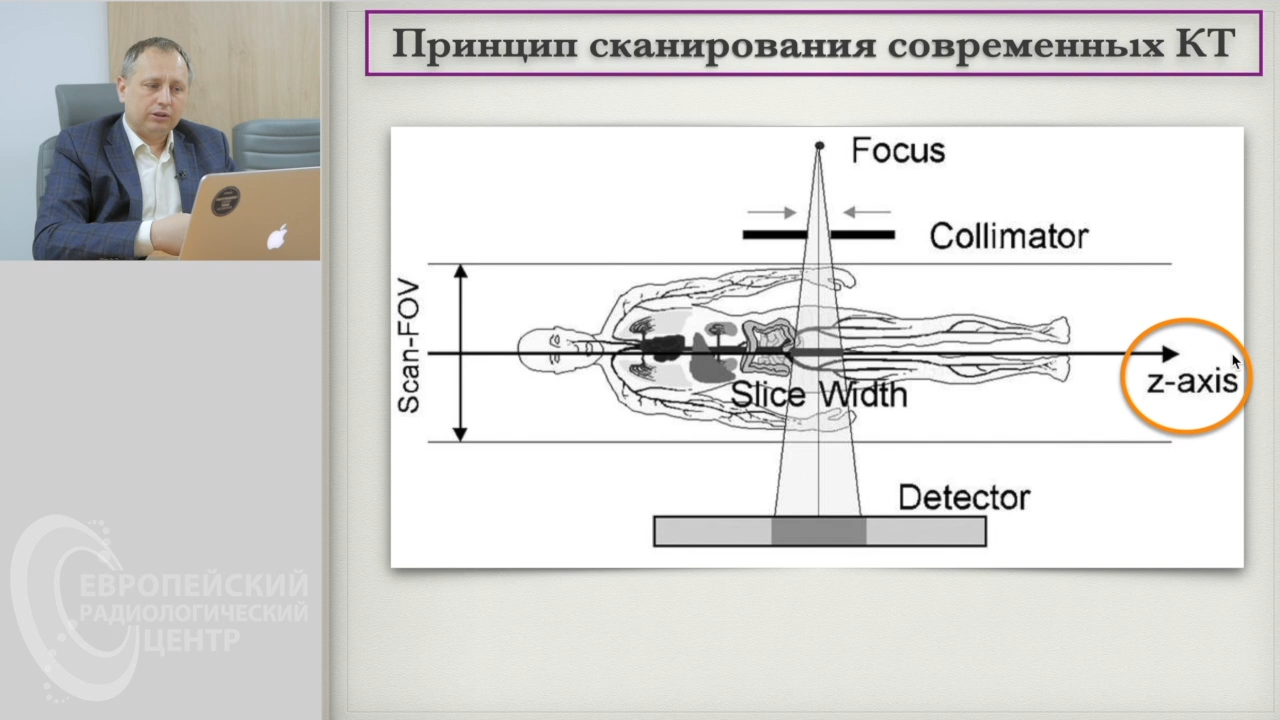 Принцип сканирования современных КТ
Focus
Collimator
Scan-FOV
z-axis
Slice Width
Detector
ЕВРОПЕЙСКИЙ
РАДИОЛОГИЧЕСКИЙ
ЦЕНТР